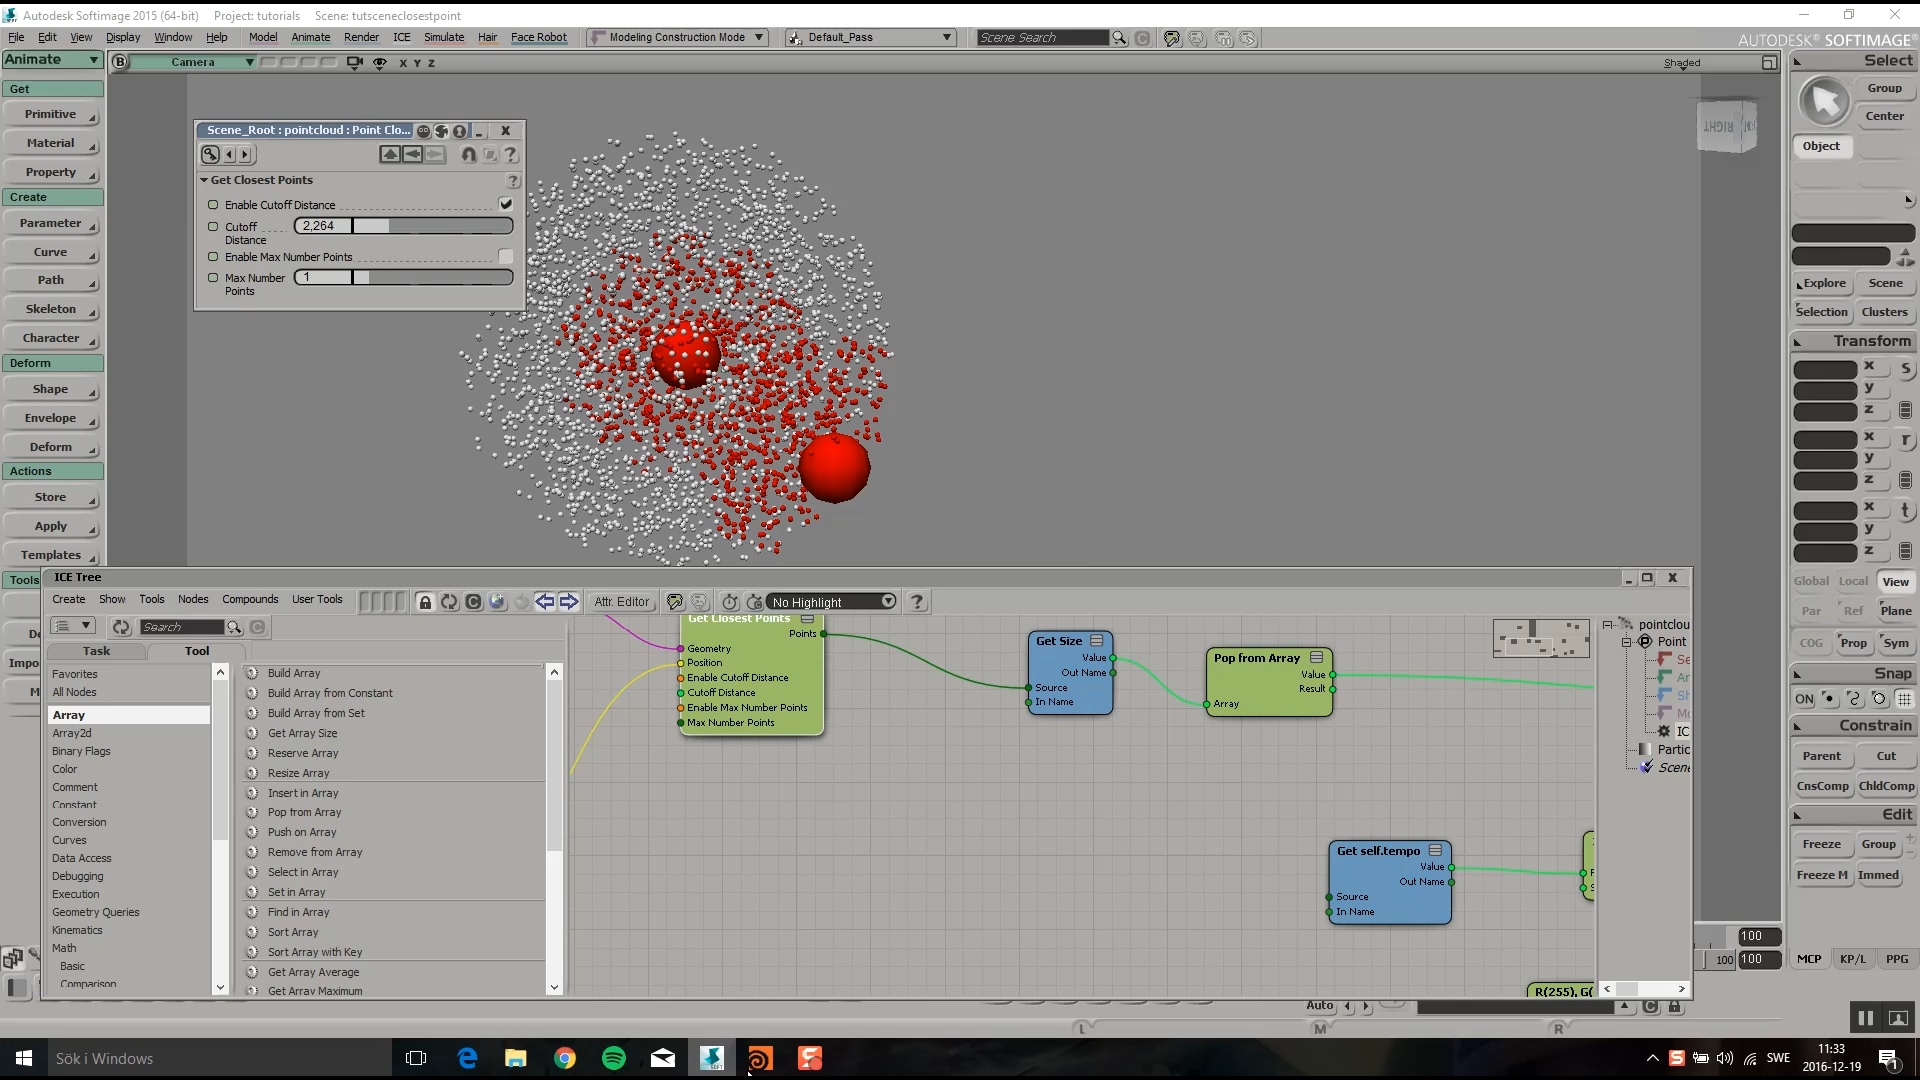 Autodesk Softimage 2015 (64-bit) Project: tutorials Scene: tutsceneclosestpoint
File Edit View Display Window Help Model Animate Render ICE Simulate Hair Face Robot Modeling Construction Mode Default_Pass Scene Search AUTODESK® SOFTIMAGE®
Animate
B Camera X Y Z Shaded
Get
Primitive
Material
Property
Create
Parameter
Curve
Path
Skeleton
Character
Deform
Shape
Envelope
Deform
Actions
Store
Apply
Templates
Tools
De
Impo
M
Scene_Root : pointcloud : Point Clo...
Get Closest Points
Enable Cutoff Distance
Cutoff Distance 2,264
Enable Max Number Points
Max Number Points 1
RIGHT
Select
Group
Center
Object
Explore Scene
Selection Clusters
Transform
x s
y
z
x r
y
z
x t
y
z
Global Local View
Par Ref Plane
COG Prop Sym
Snap
ON
Constrain
Parent Cut
CnsComp ChldComp
Edit
Freeze Group
Freeze M Immed
MCP KP/L PPG
ICE Tree
Create Show Tools Nodes Compounds User Tools Attr. Editor No Highlight
Search
Task Tool
Favorites
All Nodes
Array
Array2d
Binary Flags
Color
Comment
Constant
Conversion
Curves
Data Access
Debugging
Execution
Geometry Queries
Kinematics
Math
Basic
Comparison
Build Array
Build Array from Constant
Build Array from Set
Get Array Size
Reserve Array
Resize Array
Insert in Array
Pop from Array
Push on Array
Remove from Array
Select in Array
Set in Array
Find in Array
Sort Array
Sort Array with Key
Get Array Average
Get Array Maximum
Get Closest Points
Points
Geometry
Position
Enable Cutoff Distance
Cutoff Distance
Enable Max Number Points
Max Number Points
Get Size
Value
Out Name
Source
In Name
Pop from Array
Value
Result
Array
Get self.tempo
Value
Out Name
Source
In Name
R(255), G(
pointclou
Point
Se
An
Sh
Mo
IC
Partic
Scene
100
100 100
Auto
L M R
Sök i Windows
SWE
11:33
2016-12-19
1